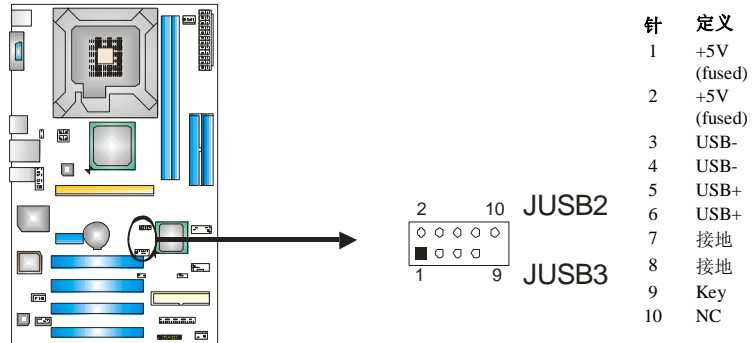 针 定义
1 +5V
(fused)
2 +5V
(fused)
3 USB-
4 USB-
5 USB+
6 USB+
7 接地
8 接地
9 Key
10 NC
2 10 JUSB2
1 9 JUSB3